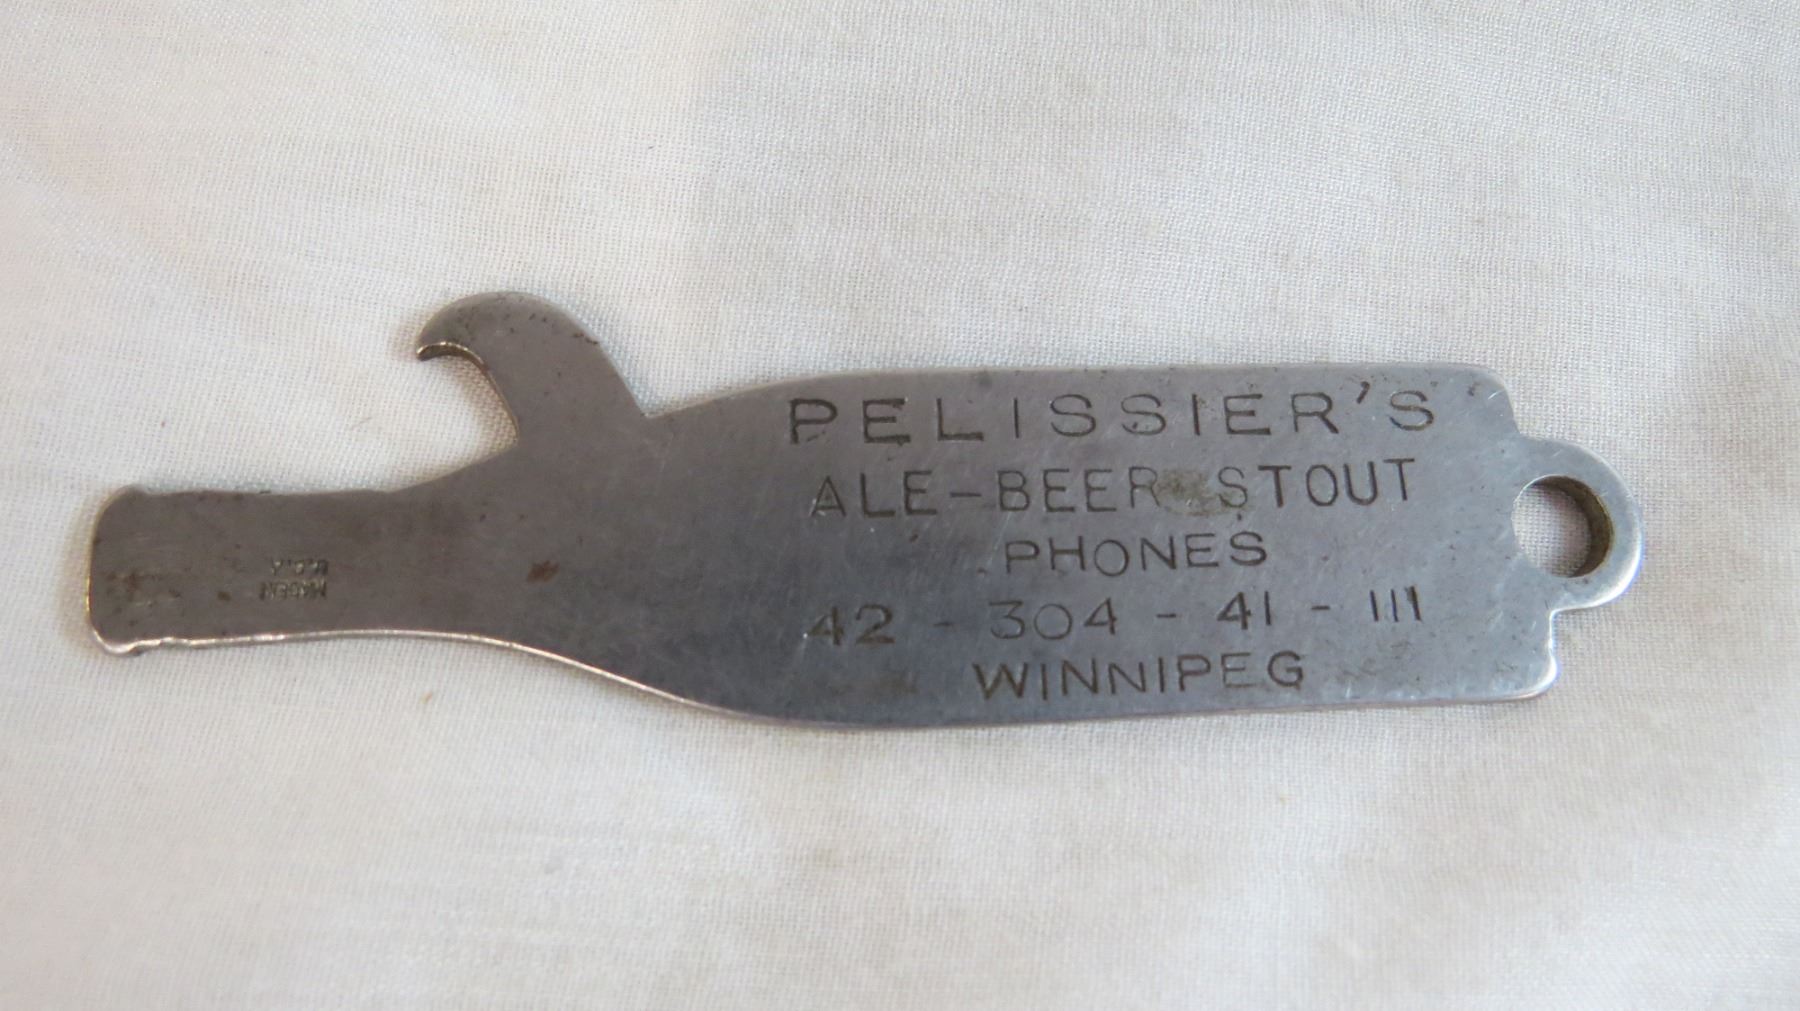 PELISSIER'S
ALE-BEER STOUT
PHONES
42 - 304 - 41 - 111
WINNIPEG
U.S.A